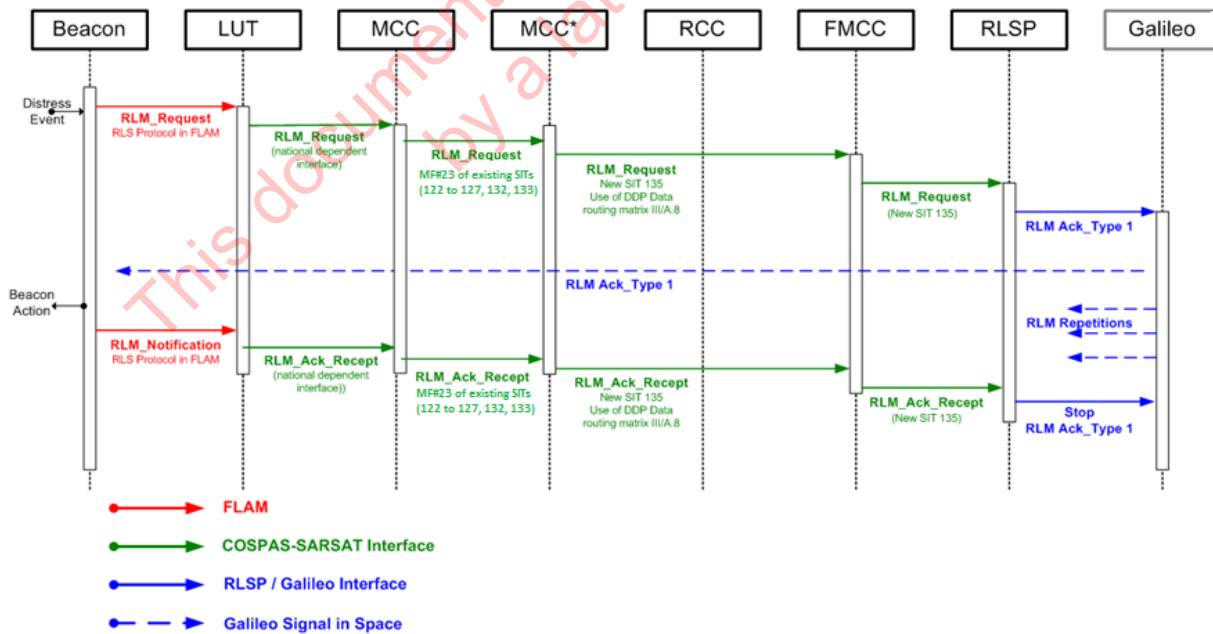 Beacon
LUT
MCC
MCC*
RCC
FMCC
RLSP
Galileo
This document
by a lat
Distress
Event
RLM_Request
RLS Protocol in FLAM
RLM_Request
(national dependent
interface)
RLM_Request
MF#23 of existing SITs
(122 to 127, 132, 133)
RLM_Request
New SIT 135
Use of DDP Data
routing matrix III/A.8
RLM_Request
(New SIT 135)
RLM Ack_Type 1
RLM Ack_Type 1
Beacon
Action
RLM Repetitions
RLM_Notification
RLS Protocol in FLAM
RLM_Ack_Recept
(national dependent
interface))
RLM_Ack_Recept
MF#23 of existing SITs
(122 to 127, 132, 133)
RLM_Ack_Recept
New SIT 135
Use of DDP Data
routing matrix III/A.8
RLM_Ack_Recept
(New SIT 135)
Stop
RLM Ack_Type 1
FLAM
COSPAS-SARSAT Interface
RLSP / Galileo Interface
Galileo Signal in Space